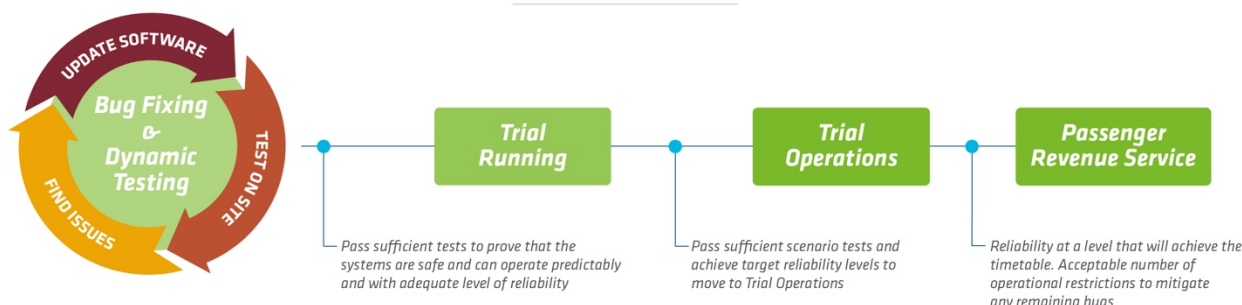 UPDATE SOFTWARE
TEST ON SITE
FIND ISSUES
Bug Fixing
&
Dynamic
Testing
Trial
Running
Trial
Operations
Passenger
Revenue Service
Pass sufficient tests to prove that the
systems are safe and can operate predictably
and with adequate level of reliability
Pass sufficient scenario tests and
achieve target reliability levels to
move to Trial Operations
Reliability at a level that will achieve the
timetable. Acceptable number of
operational restrictions to mitigate
any remaining bugs